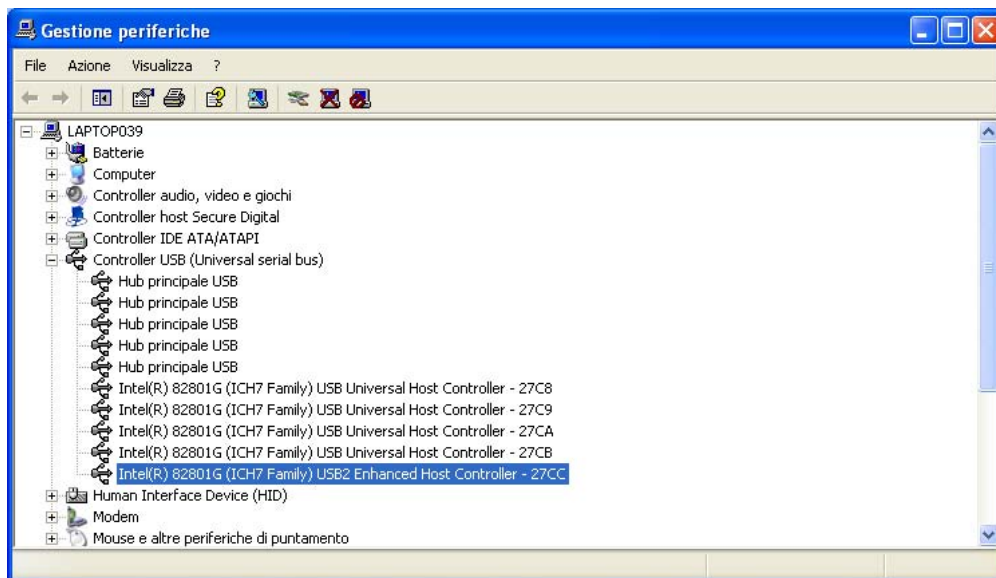 Gestione periferiche
File Azione Visualizza ?
LAPTOP039
Batterie
Computer
Controller audio, video e giochi
Controller host Secure Digital
Controller IDE ATA/ATAPI
Controller USB (Universal serial bus)
Hub principale USB
Hub principale USB
Hub principale USB
Hub principale USB
Hub principale USB
Intel(R) 82801G (ICH7 Family) USB Universal Host Controller - 27C8
Intel(R) 82801G (ICH7 Family) USB Universal Host Controller - 27C9
Intel(R) 82801G (ICH7 Family) USB Universal Host Controller - 27CA
Intel(R) 82801G (ICH7 Family) USB Universal Host Controller - 27CB
Intel(R) 82801G (ICH7 Family) USB2 Enhanced Host Controller - 27CC
Human Interface Device (HID)
Modem
Mouse e altre periferiche di puntamento